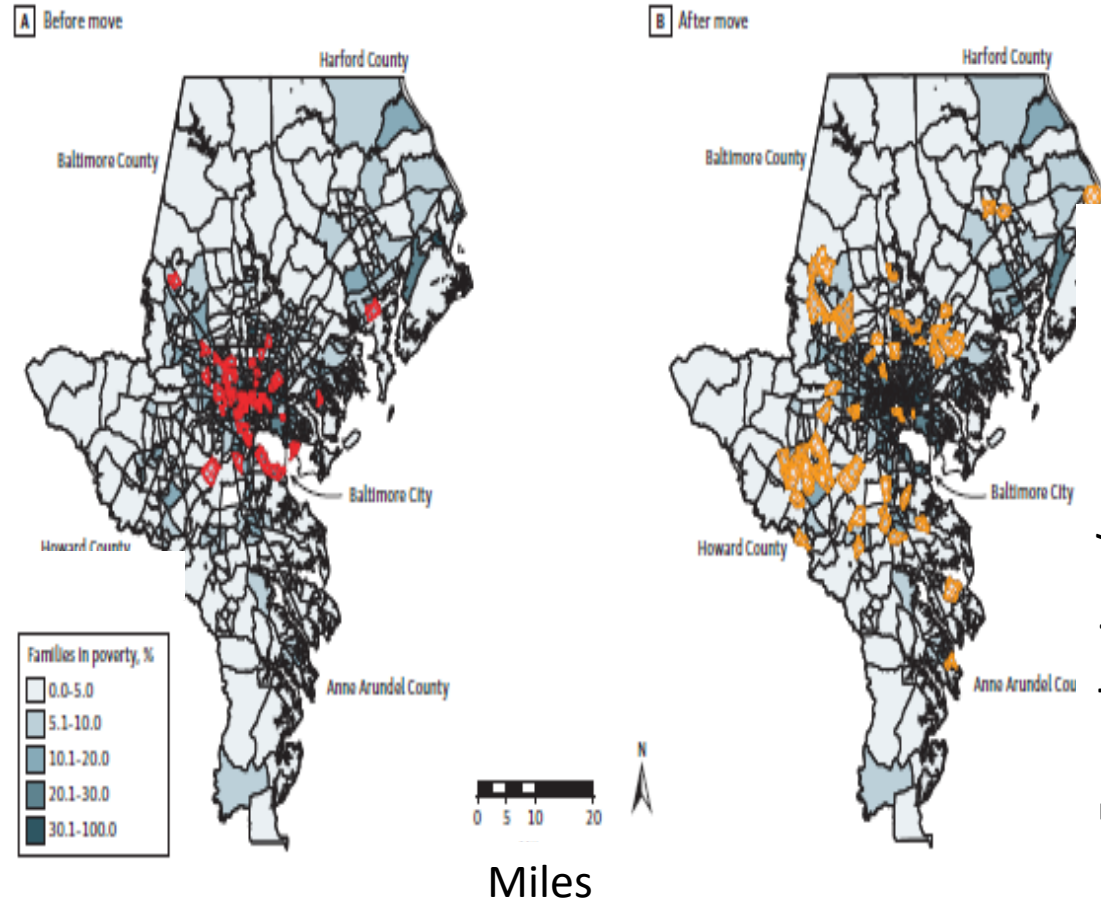 A Before move
Harford County
Baltimore County
Baltimore City
Howard County
Anne Arundel County
Families in poverty, %
0.0-5.0
5.1-10.0
10.1-20.0
20.1-30.0
30.1-100.0
0 5 10 20
Miles
N
B After move
Harford County
Baltimore County
Baltimore City
Howard County
Anne Arundel Cou